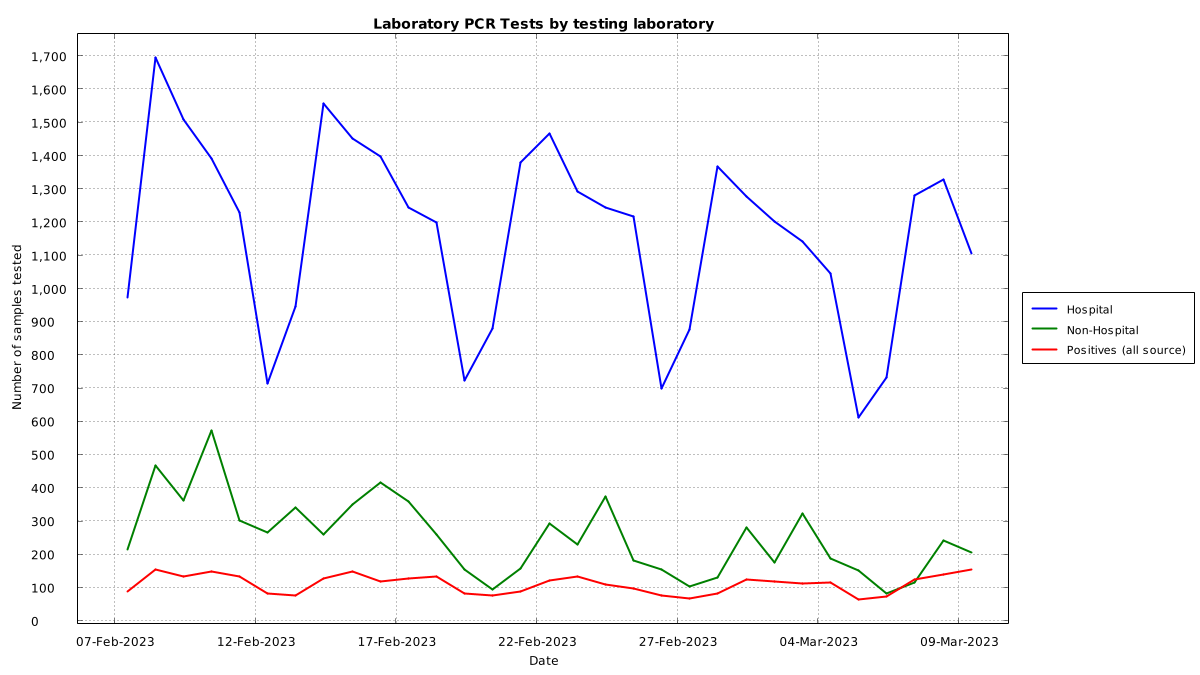 Laboratory PCR Tests by testing laboratory
1,700
1,600
1,500
1,400
1,300
1,200
1,100
1,000
900
800
700
600
500
400
300
200
100
0
Number of samples tested
07-Feb-2023 12-Feb-2023 17-Feb-2023 22-Feb-2023 27-Feb-2023 04-Mar-2023 09-Mar-2023
Date
Hospital
Non-Hospital
Positives (all source)